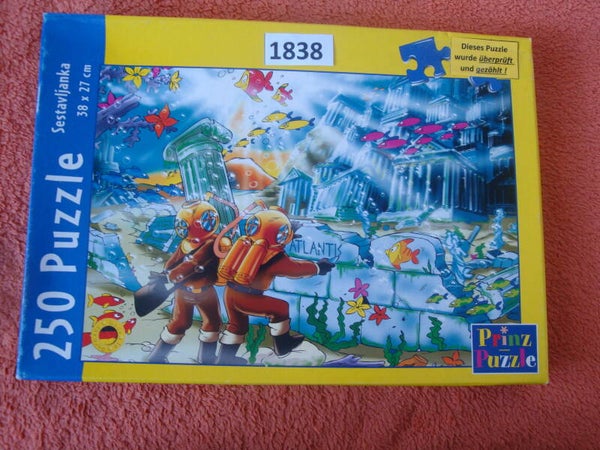 1838
Dieses Puzzle
wurde überprüft
und gezählt !
250 Puzzle
Sestavljanka
38 x 27 cm
ATLANTIS
Prinz
Puzzle